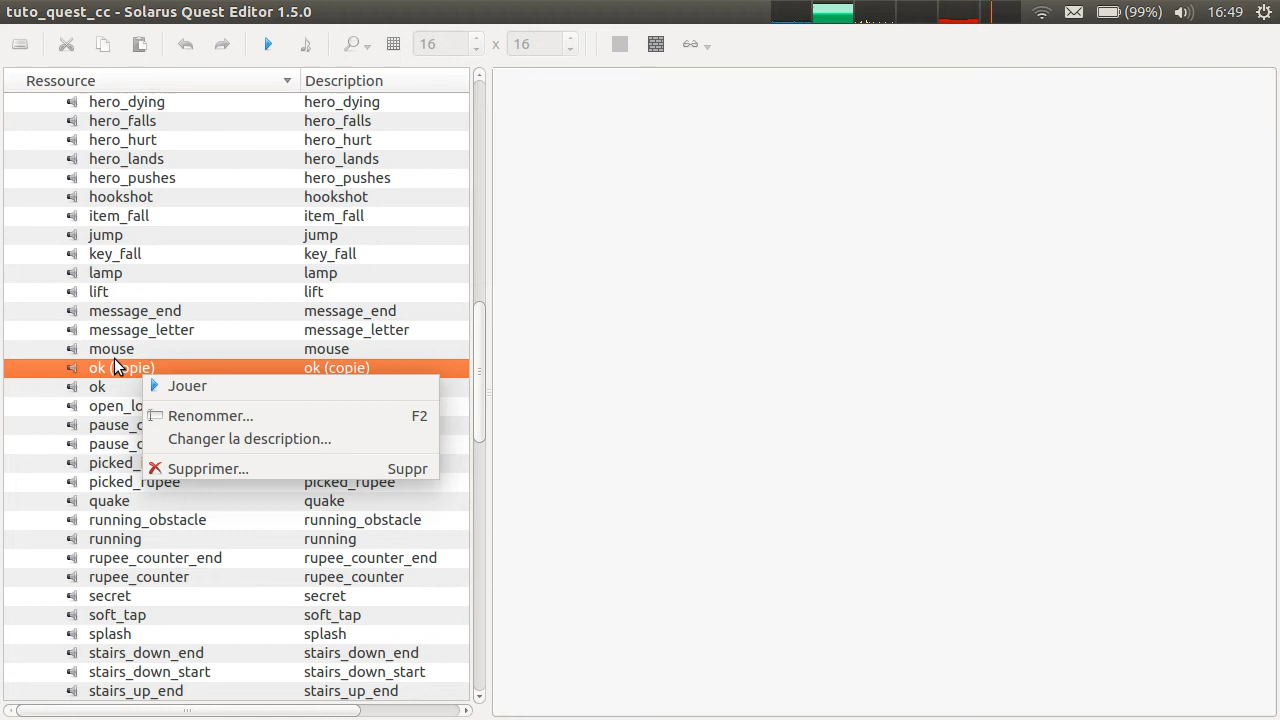 tuto_quest_cc - Solarus Quest Editor 1.5.0
(99%) 16:49
16 x 16
Ressource Description
hero_dying hero_dying
hero_falls hero_falls
hero_hurt hero_hurt
hero_lands hero_lands
hero_pushes hero_pushes
hookshot hookshot
item_fall item_fall
jump jump
key_fall key_fall
lamp lamp
lift lift
message_end message_end
message_letter message_letter
mouse mouse
ok (copie) ok (copie)
ok
Jouer
Renommer... F2
Changer la description...
Supprimer... Suppr
picked_rupee picked_rupee
quake quake
running_obstacle running_obstacle
running running
rupee_counter_end rupee_counter_end
rupee_counter rupee_counter
secret secret
soft_tap soft_tap
splash splash
stairs_down_end stairs_down_end
stairs_down_start stairs_down_start
stairs_up_end stairs_up_end